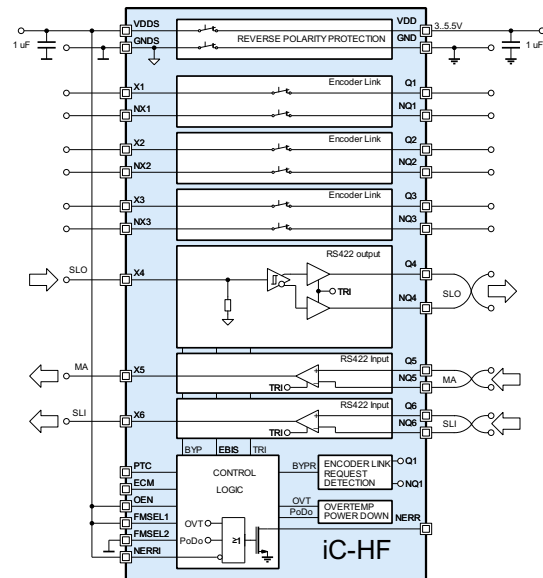 VDDS VDD 3..5.5V
1 uF GNDS REVERSE POLARITY PROTECTION GND 1 uF
X1 Encoder Link Q1
NX1 NQ1
X2 Encoder Link Q2
NX2 NQ2
X3 Encoder Link Q3
NX3 NQ3
RS422 output
SLO X4 Q4
TRI SLO
NQ4
MA X5 RS422 Input Q5
TRI NQ5 MA
SLI X6 RS422 Input Q6
TRI NQ6 SLI
BYP EBIS TRI
PTC CONTROL LOGIC BYPR ENCODER LINK REQUEST DETECTION Q1
ECM NQ1
OEN OVT OVERTEMP POWER DOWN
FMSEL1 OVT PoDo NERR
FMSEL2 PoDo ≥1
NERRI iC-HF